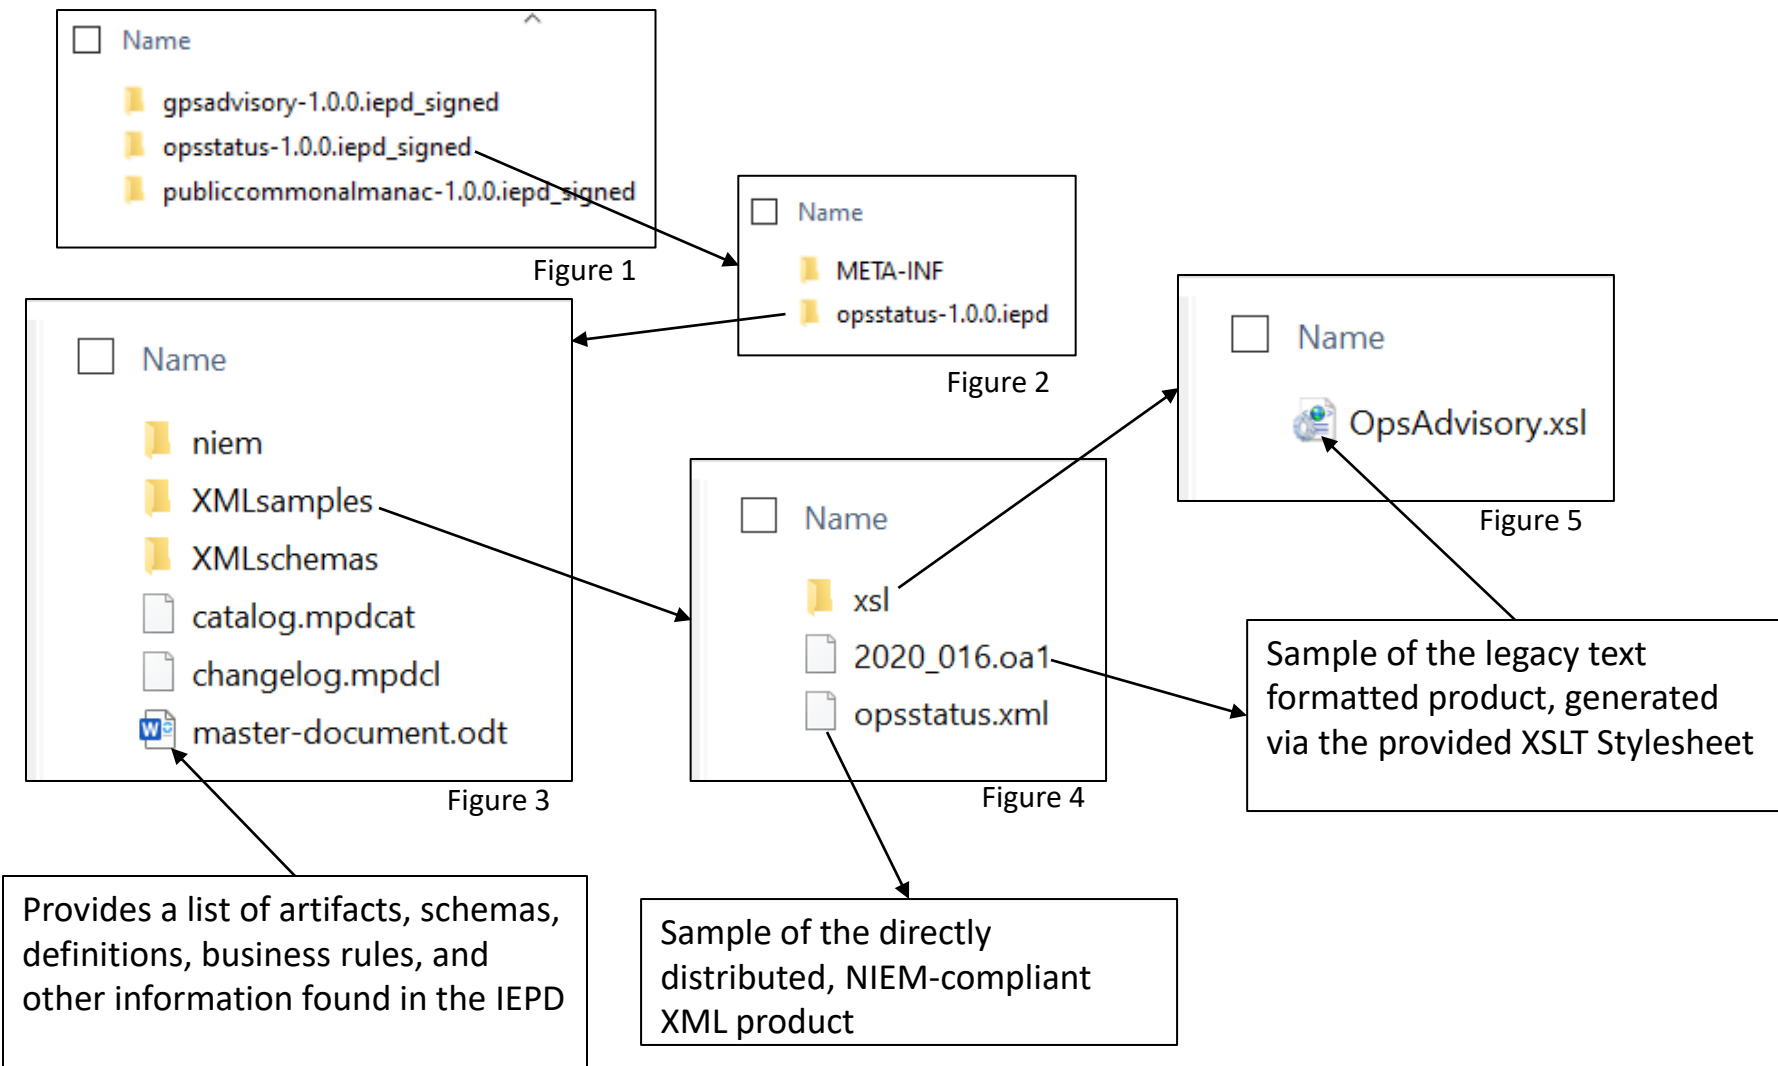 Name
gpsadvisory-1.0.0.iepd_signed
opsstatus-1.0.0.iepd_signed
publiccommonalmanac-1.0.0.iepd_signed
Figure 1
Name
META-INF
opsstatus-1.0.0.iepd
Figure 2
Name
niem
XMLsamples
XMLschemas
catalog.mpdcat
changelog.mpdcl
master-document.odt
Figure 3
Name
xsl
2020_016.oa1
opsstatus.xml
Figure 4
Name
OpsAdvisory.xsl
Figure 5
Sample of the legacy text
formatted product, generated
via the provided XSLT Stylesheet
Provides a list of artifacts, schemas,
definitions, business rules, and
other information found in the IEPD
Sample of the directly
distributed, NIEM-compliant
XML product